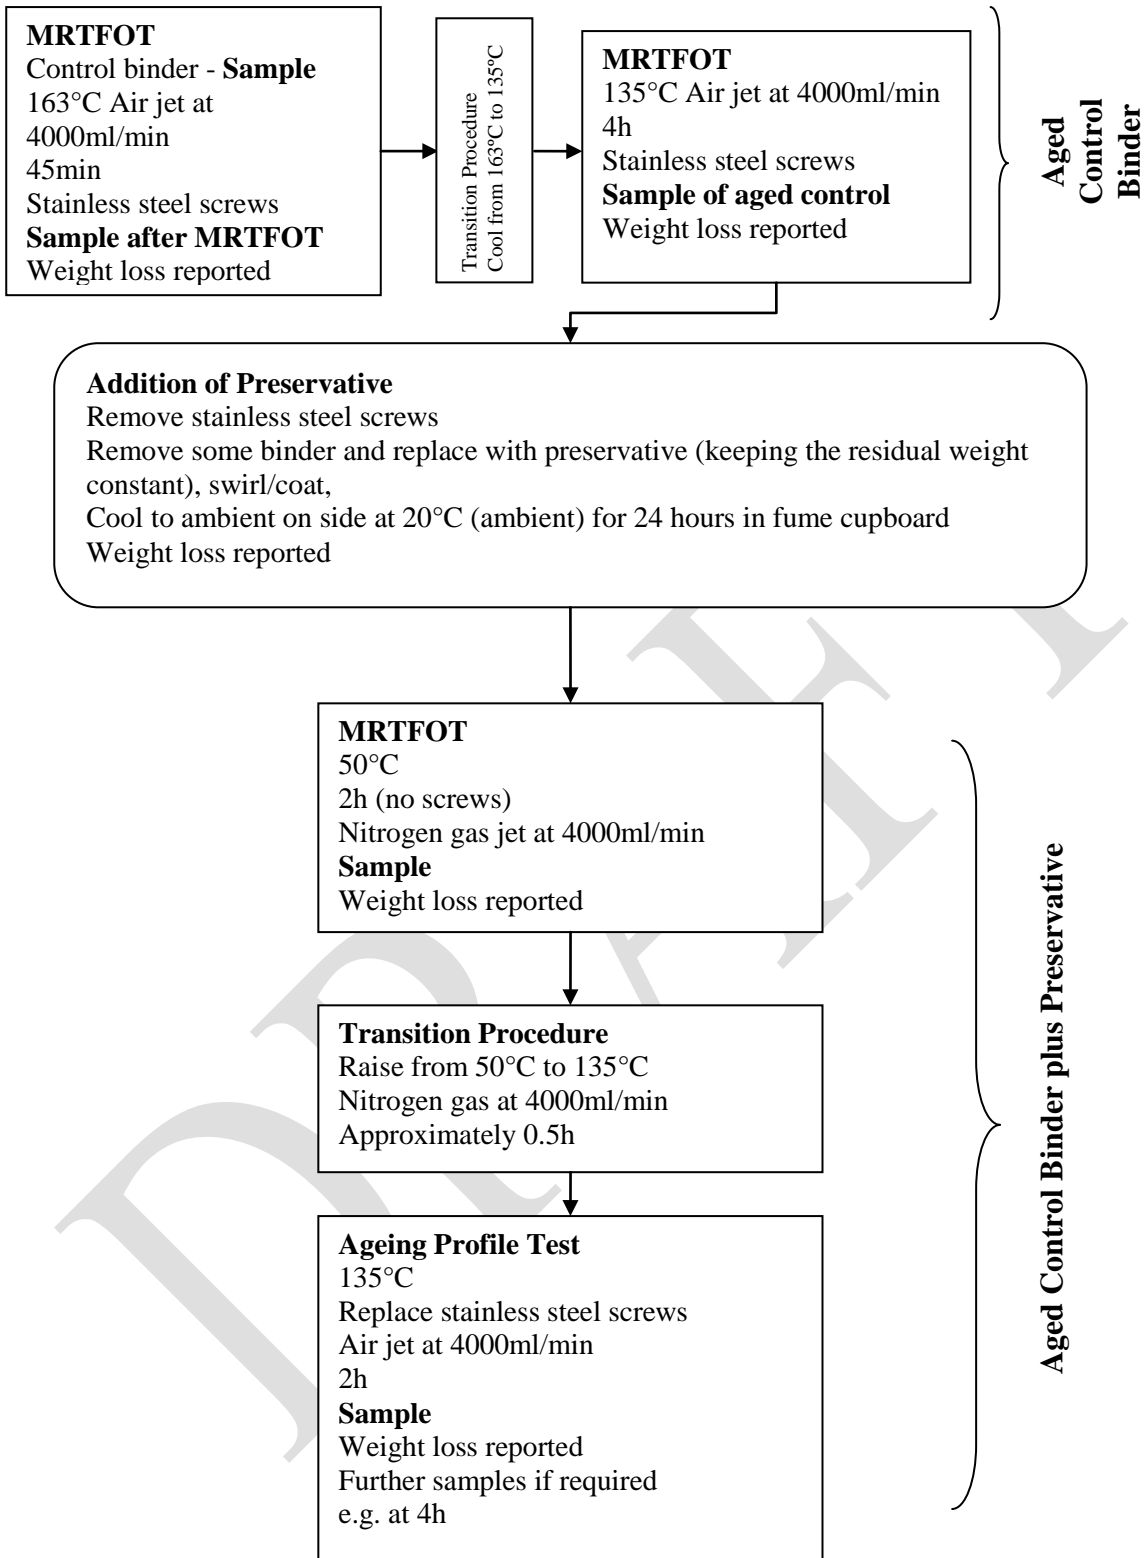 MRTFOT
Control binder - Sample
163°C Air jet at
4000ml/min
45min
Stainless steel screws
Sample after MRTFOT
Weight loss reported
Transition Procedure
Cool from 163°C to 135°C
MRTFOT
135°C Air jet at 4000ml/min
4h
Stainless steel screws
Sample of aged control
Weight loss reported
Aged
Control
Binder
Addition of Preservative
Remove stainless steel screws
Remove some binder and replace with preservative (keeping the residual weight
constant), swirl/coat,
Cool to ambient on side at 20°C (ambient) for 24 hours in fume cupboard
Weight loss reported
MRTFOT
50°C
2h (no screws)
Nitrogen gas jet at 4000ml/min
Sample
Weight loss reported
Transition Procedure
Raise from 50°C to 135°C
Nitrogen gas at 4000ml/min
Approximately 0.5h
Ageing Profile Test
135°C
Replace stainless steel screws
Air jet at 4000ml/min
2h
Sample
Weight loss reported
Further samples if required
e.g. at 4h
Aged Control Binder plus Preservative
DRAFT